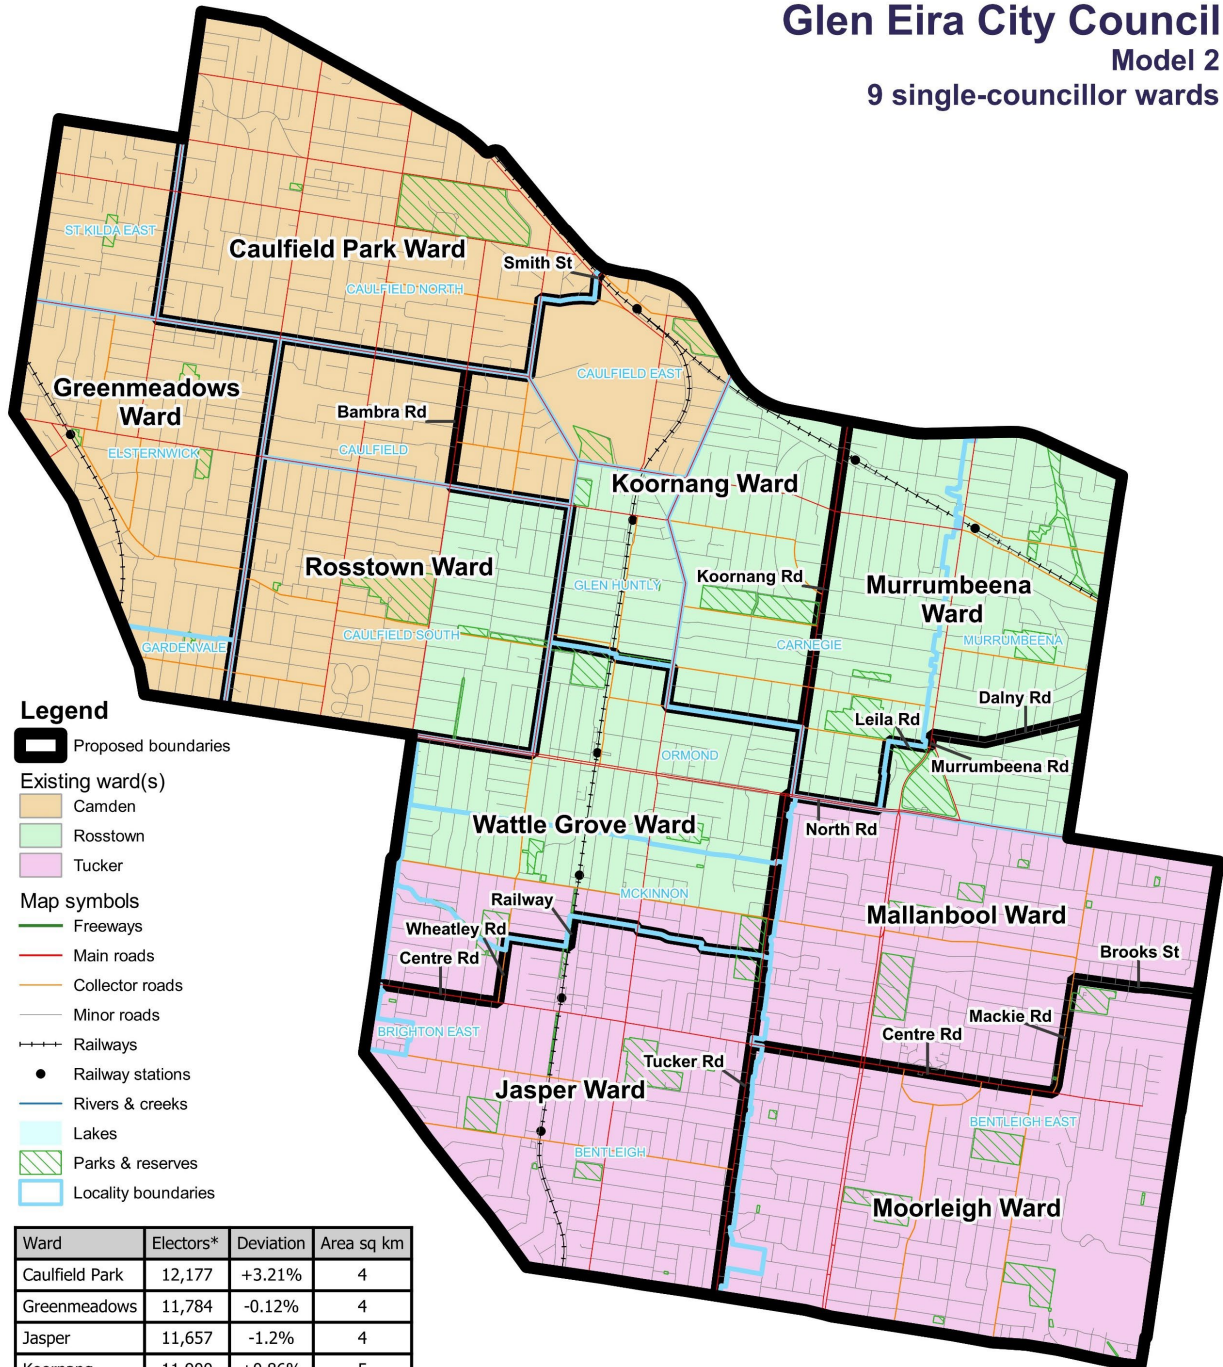 Glen Eira City Council
Model 2
9 single-councillor wards
ST KILDA EAST
Caulfield Park Ward
Smith St
CAULFIELD NORTH
Greenmeadows
Ward
CAULFIELD EAST
Bambra Rd
ELSTERNWICK
CAULFIELD
Koornang Ward
Rosstown Ward
Koornang Rd
GLEN HUNTLY
Murrumbeena
Ward
CAULFIELD SOUTH
GARDENVALE
CARNEGIE
MURRUMBEENA
Dalny Rd
Leila Rd
ORMOND
Murrumbeena Rd
Wattle Grove Ward
North Rd
MCKINNON
Railway
Mallanbool Ward
Wheatley Rd
Centre Rd
Brooks St
Mackie Rd
BRIGHTON EAST
Centre Rd
Tucker Rd
Jasper Ward
BENTLEIGH EAST
BENTLEIGH
Moorleigh Ward
Legend
Proposed boundaries
Existing ward(s)
Camden
Rosstown
Tucker
Map symbols
Freeways
Main roads
Collector roads
Minor roads
Railways
Railway stations
Rivers & creeks
Lakes
Parks & reserves
Locality boundaries
Ward Electors* Deviation Area sq km
Caulfield Park 12,177 +3.21% 4
Greenmeadows 11,784 -0.12% 4
Jasper 11,657 -1.2% 4